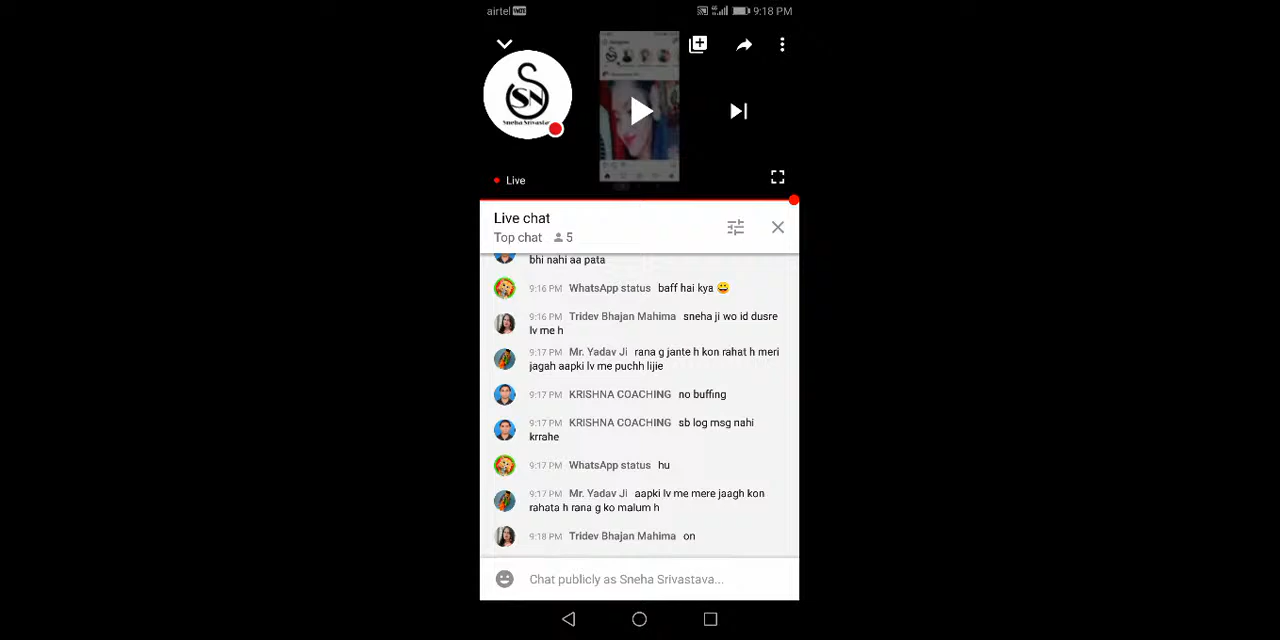 airtel
9:18 PM
SN
Sneha Srivasta
Live
Live chat
Top chat 5
bhi nahi aa pata
9:16 PM WhatsApp status baff hai kya 😀
9:16 PM Tridev Bhajan Mahima sneha ji wo id dusre
lv me h
9:17 PM Mr. Yadav Ji rana g jante h kon rahat h meri
jagah aapki lv me puchh lijie
9:17 PM KRISHNA COACHING no buffing
9:17 PM KRISHNA COACHING sb log msg nahi
krrahe
9:17 PM WhatsApp status hu
9:17 PM Mr. Yadav Ji aapki lv me mere jaagh kon
rahata h rana g ko malum h
9:18 PM Tridev Bhajan Mahima on
Chat publicly as Sneha Srivastava...